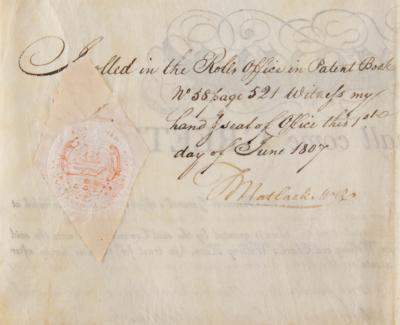 Inrolled in the Rolls Office in Patent Book
No 58 page 521 Witness my
hand & seal of Office this 1st
day of June 1807
T Matlack M R